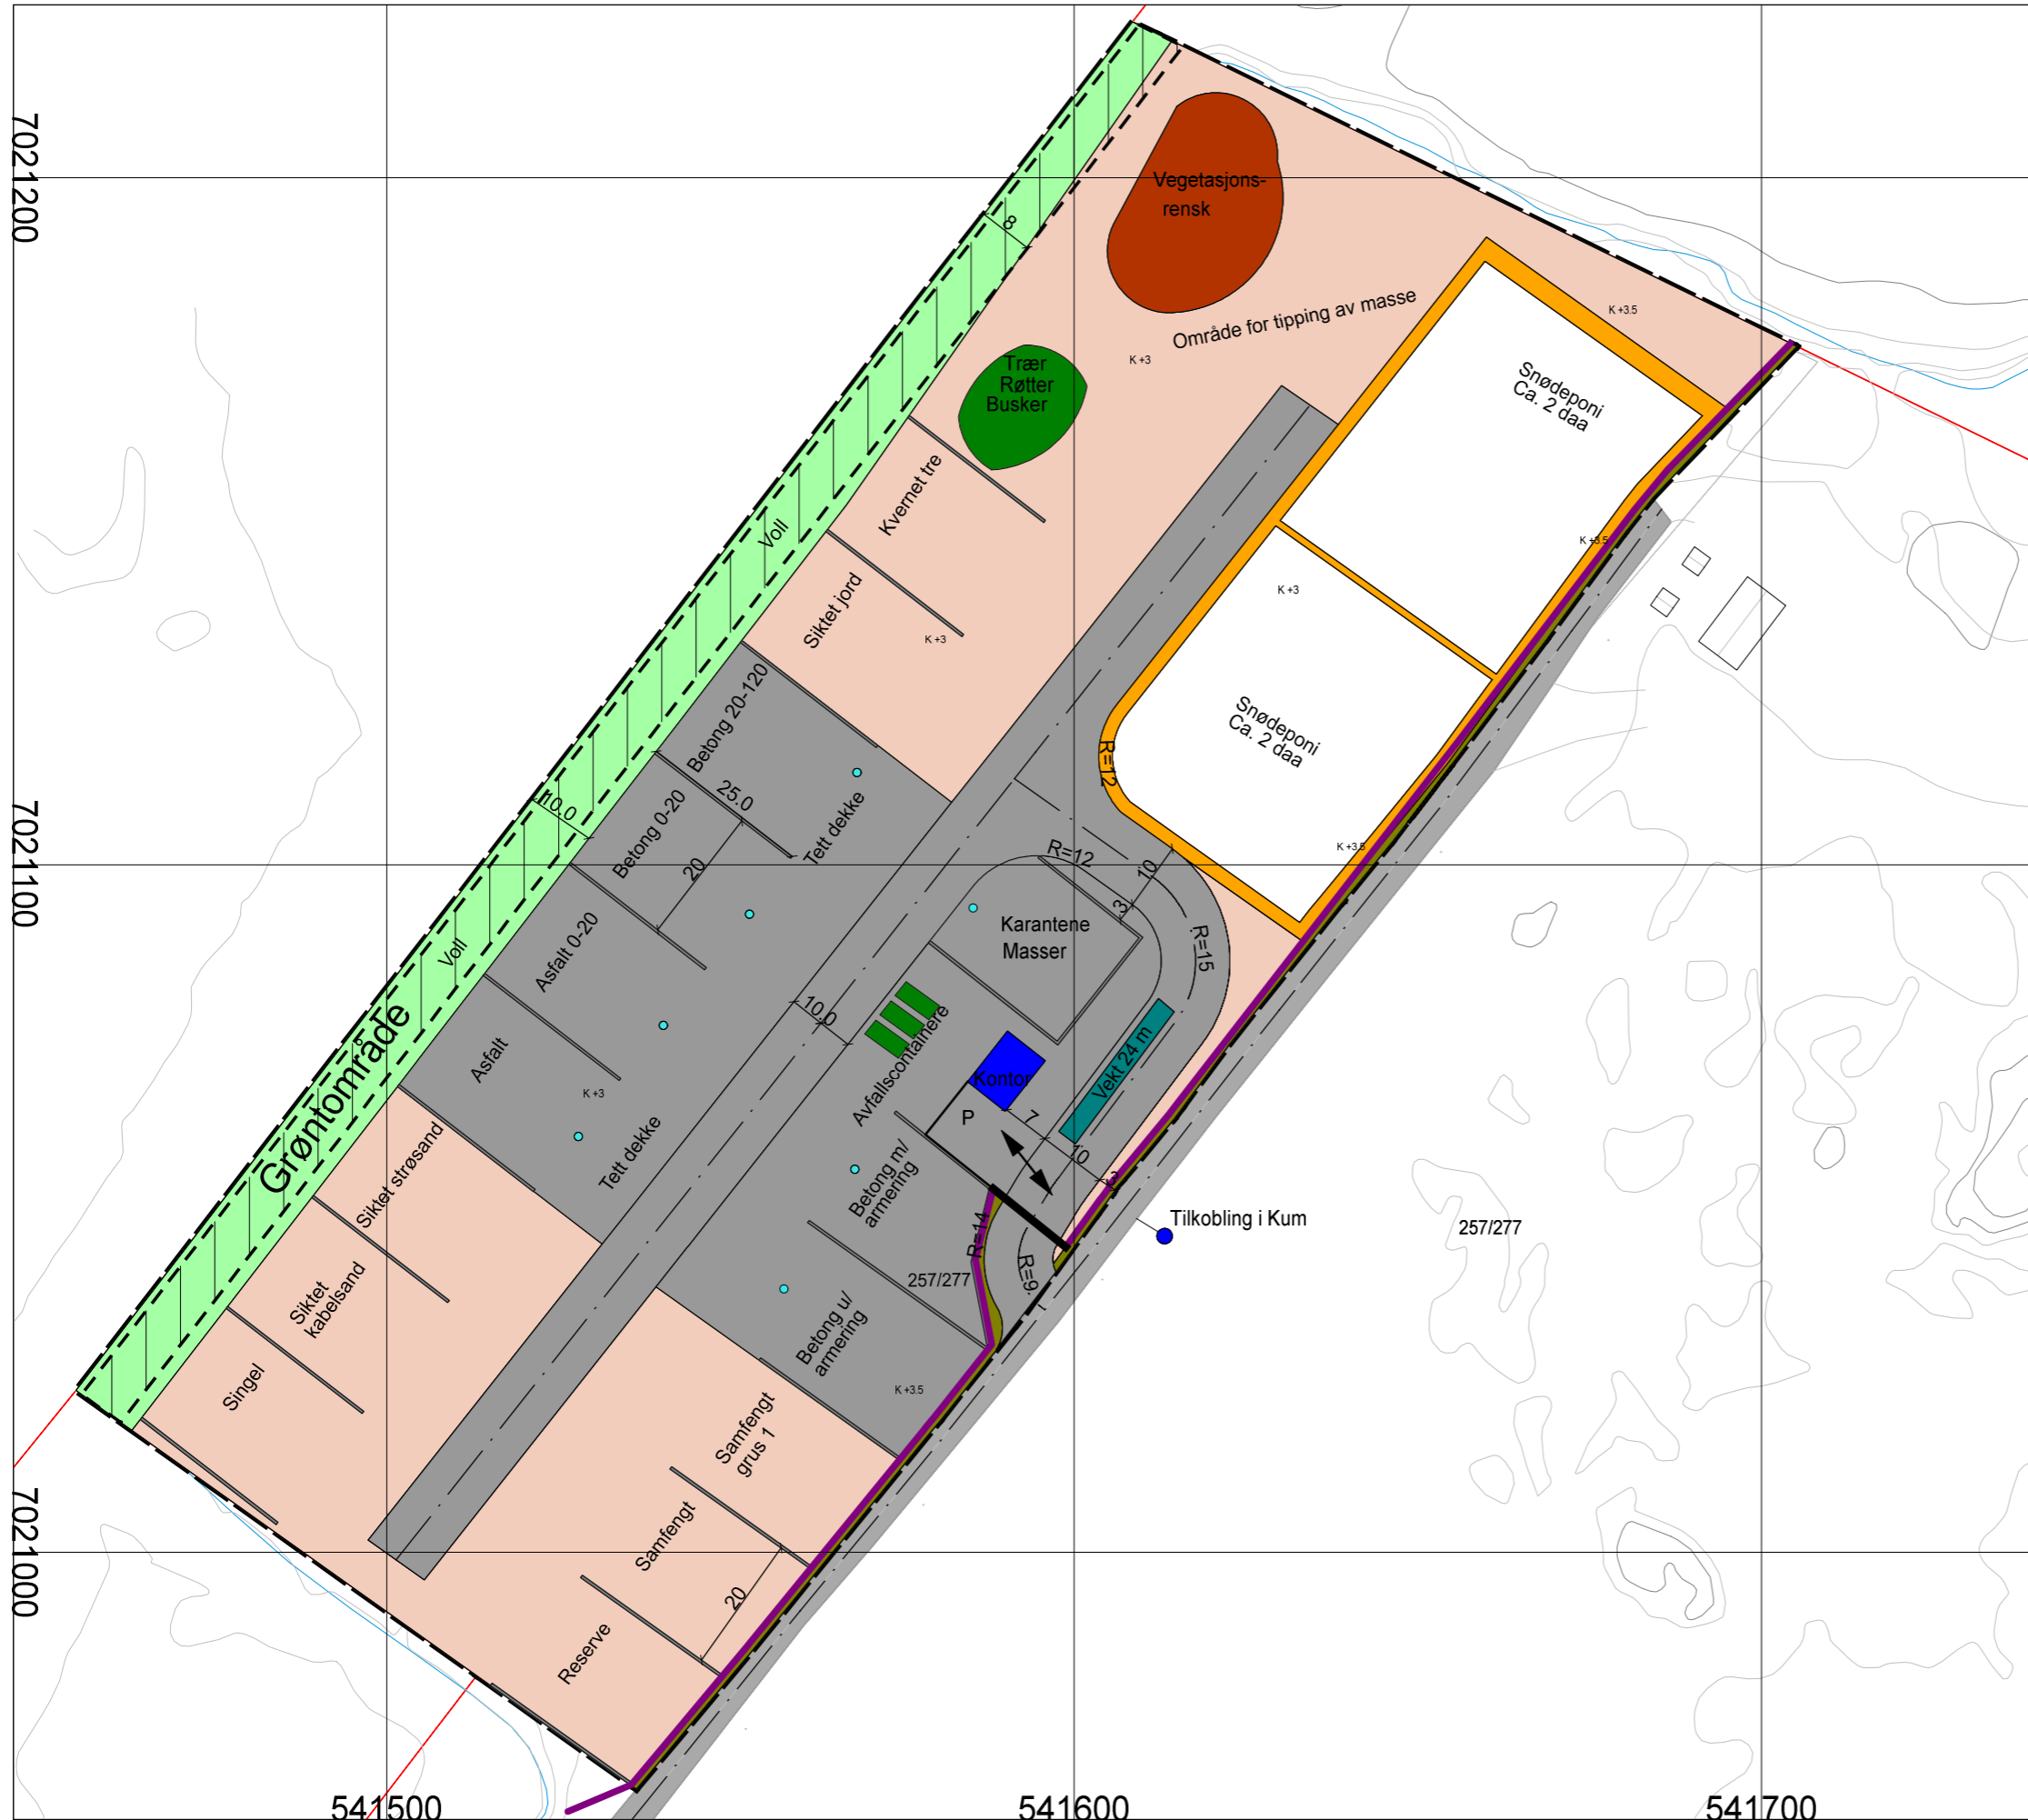 7021200
7021100
7021000
541500
541600
541700
Vegetasjons-
rensk
8
K +3.5
Område for tipping av masse
K +3
Trær
Røtter
Busker
Snødeponi
Ca. 2 daa
Kvernet tre
Voll
K +3.5
K +3
Siktet jord
K +3
Betong 20-120
Snødeponi
Ca. 2 daa
R=12
25.0
10.0
Betong 0-20
Tett dekke
20
K +3.5
R=12
10
3
Asfalt 0-20
Voll
Karantene
Masser
R=15
10.0
Grøntområde
Asfalt
Avfallscontainere
Vekt 24 m
Kontor
K +3
P
7
10
3
Tett dekke
Siktet strøsand
Betong m/
armering
R=14
Tilkobling i Kum
257/277
257/277
R=9.
Siktet
kabelsand
Betong u/
armering
Singel
K +3.5
Samfengt
grus 1
Samfengt
20
Reserve